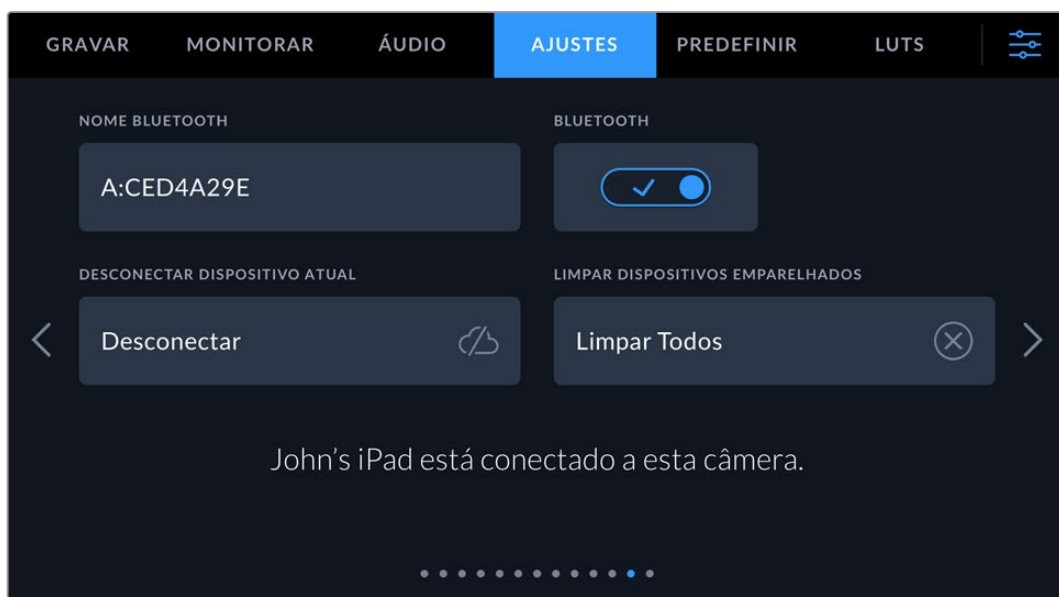 GRAVAR MONITORAR ÁUDIO AJUSTES PREDEFINIR LUTS
NOME BLUETOOTH BLUETOOTH
A:CED4A29E
DESCONECTAR DISPOSITIVO ATUAL LIMPAR DISPOSITIVOS EMPARELHADOS
Desconectar Limpar Todos
John’s iPad está conectado a esta câmera.